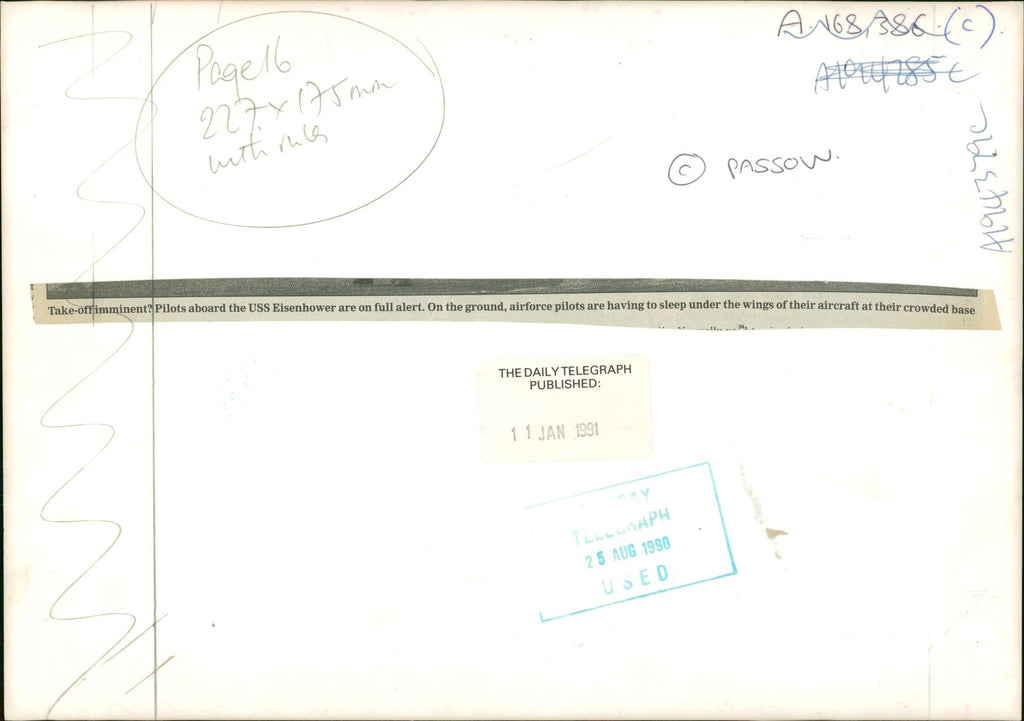 Page 16
227 x 175mm
with rules
A.N68/386 (c).
© PASSOW.
Take-off imminent? Pilots aboard the USS Eisenhower are on full alert. On the ground, airforce pilots are having to sleep under the wings of their aircraft at their crowded base
THE DAILY TELEGRAPH
PUBLISHED:
11 JAN 1991
TELEGRAPH
25 AUG 1990
USED